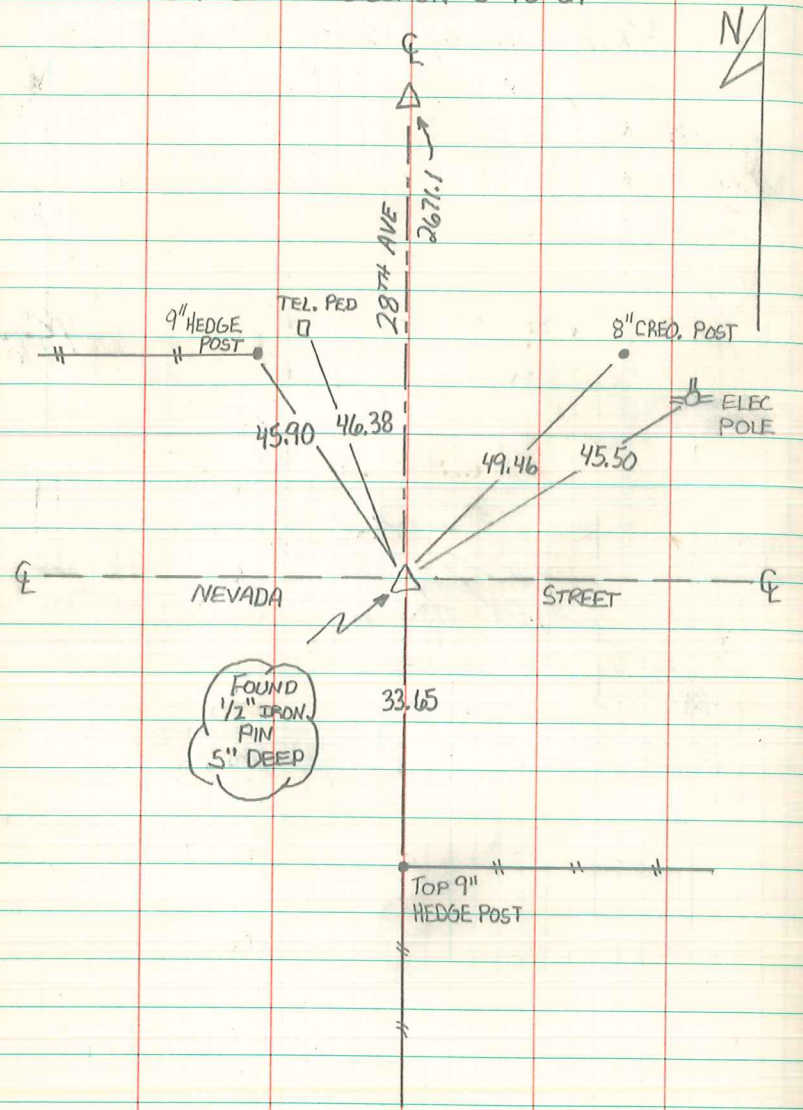 N
℄
28TH AVE
2671.1
TEL. PED
9" HEDGE
POST
8" CREO. POST
ELEC
POLE
45.90
46.38
49.46
45.50
℄
℄
NEVADA
STREET
FOUND
1/2" IRON
PIN
5" DEEP
33.65
TOP 9"
HEDGE POST